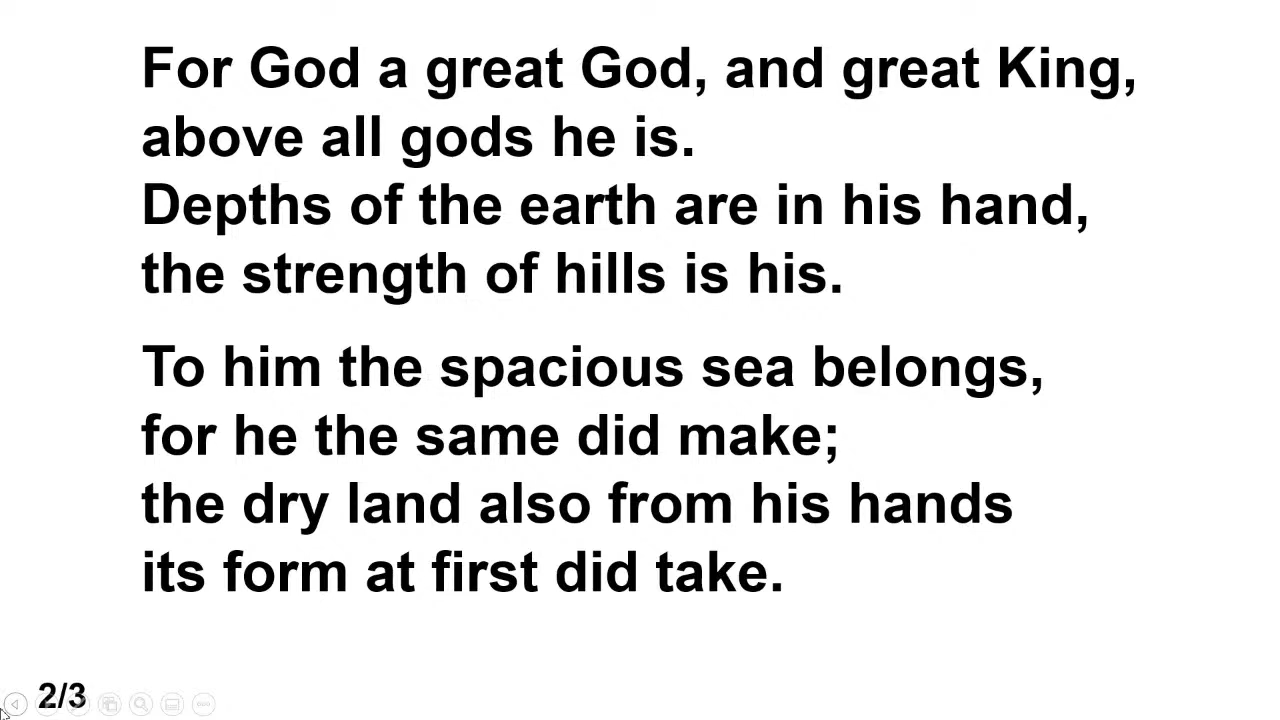 For God a great God, and great King,
above all gods he is.
Depths of the earth are in his hand,
the strength of hills is his.
To him the spacious sea belongs,
for he the same did make;
the dry land also from his hands
its form at first did take.
2/3